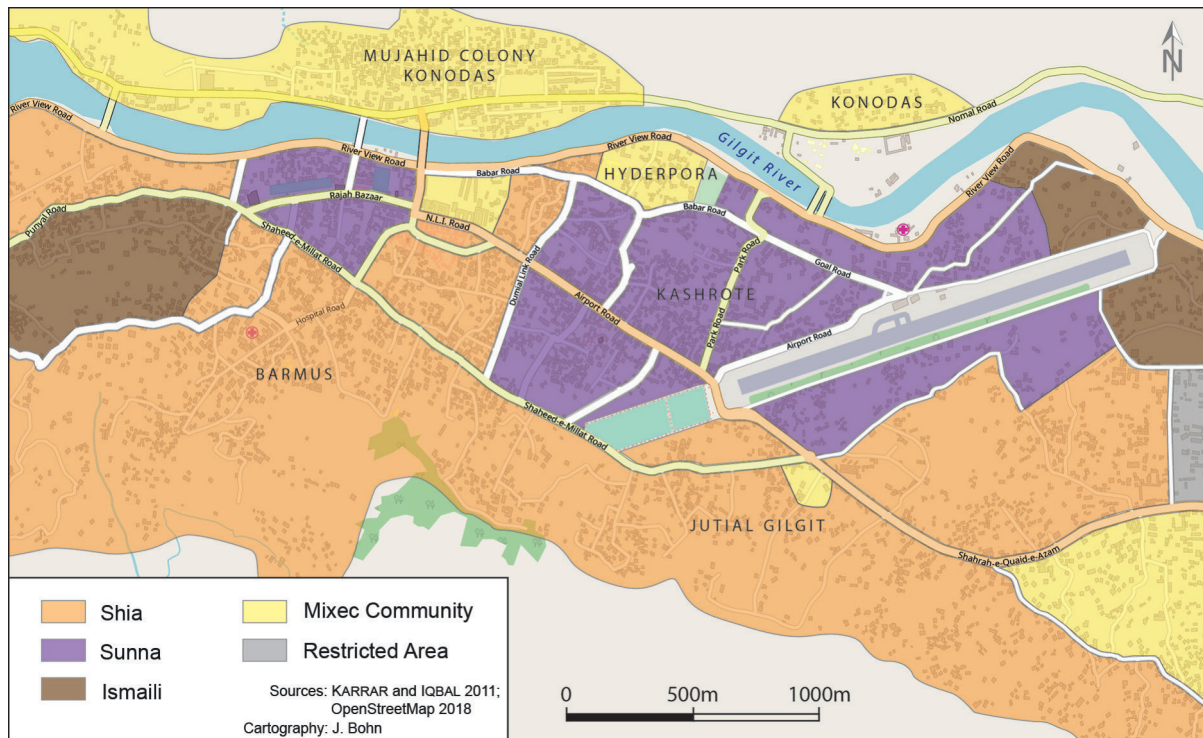 MUJAHID COLONY
KONODAS
N
KONODAS
Nomal Road
River View Road
River View Road
River View Road
Gilgit River
River View Road
Babar Road
HYDERPORA
Rajah Bazaar
Babar Road
Punyal Road
N.L.I. Road
Shaheed-e-Millat Road
Dumial Link Road
Park Road
Goal Road
KASHROTE
Airport Road
Hospital Road
Park Road
Airport Road
BARMUS
Shaheed-e-Millat Road
JUTIAL GILGIT
Shahrah-e-Quaid-e-Azam
Shia
Mixec Community
Sunna
Restricted Area
Ismaili
Sources: KARRAR and IQBAL 2011;
OpenStreetMap 2018
Cartography: J. Bohn
0 500m 1000m